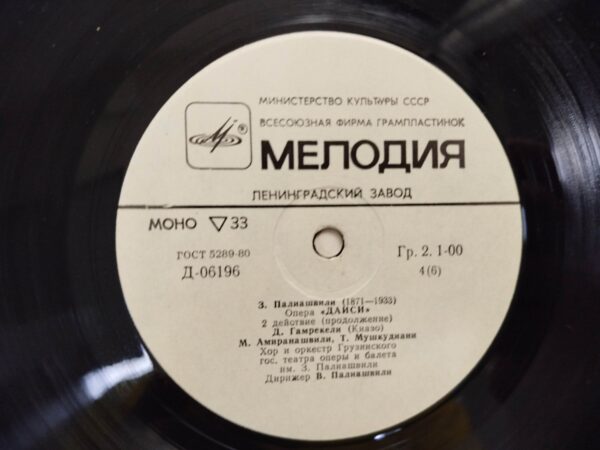 МИНИСТЕРСТВО КУЛЬТУРЫ СССР
ВСЕСОЮЗНАЯ ФИРМА ГРАМПЛАСТИНОК
®
МЕЛОДИЯ
ЛЕНИНГРАДСКИЙ ЗАВОД
МОНО ▽ 33
ГОСТ 5289-80
Гр. 2. 1-00
Д-06196
4 (6)
З. Палиашвили (1871—1933)
Опера «ДАИСИ»
2 действие (продолжение)
Д. Гамрекели (Киазо)
М. Амиранашвили, Т. Мушкудиани
Хор и оркестр Грузинского
гос. театра оперы и балета
им. З. Палиашвили
Дирижер В. Палиашвили